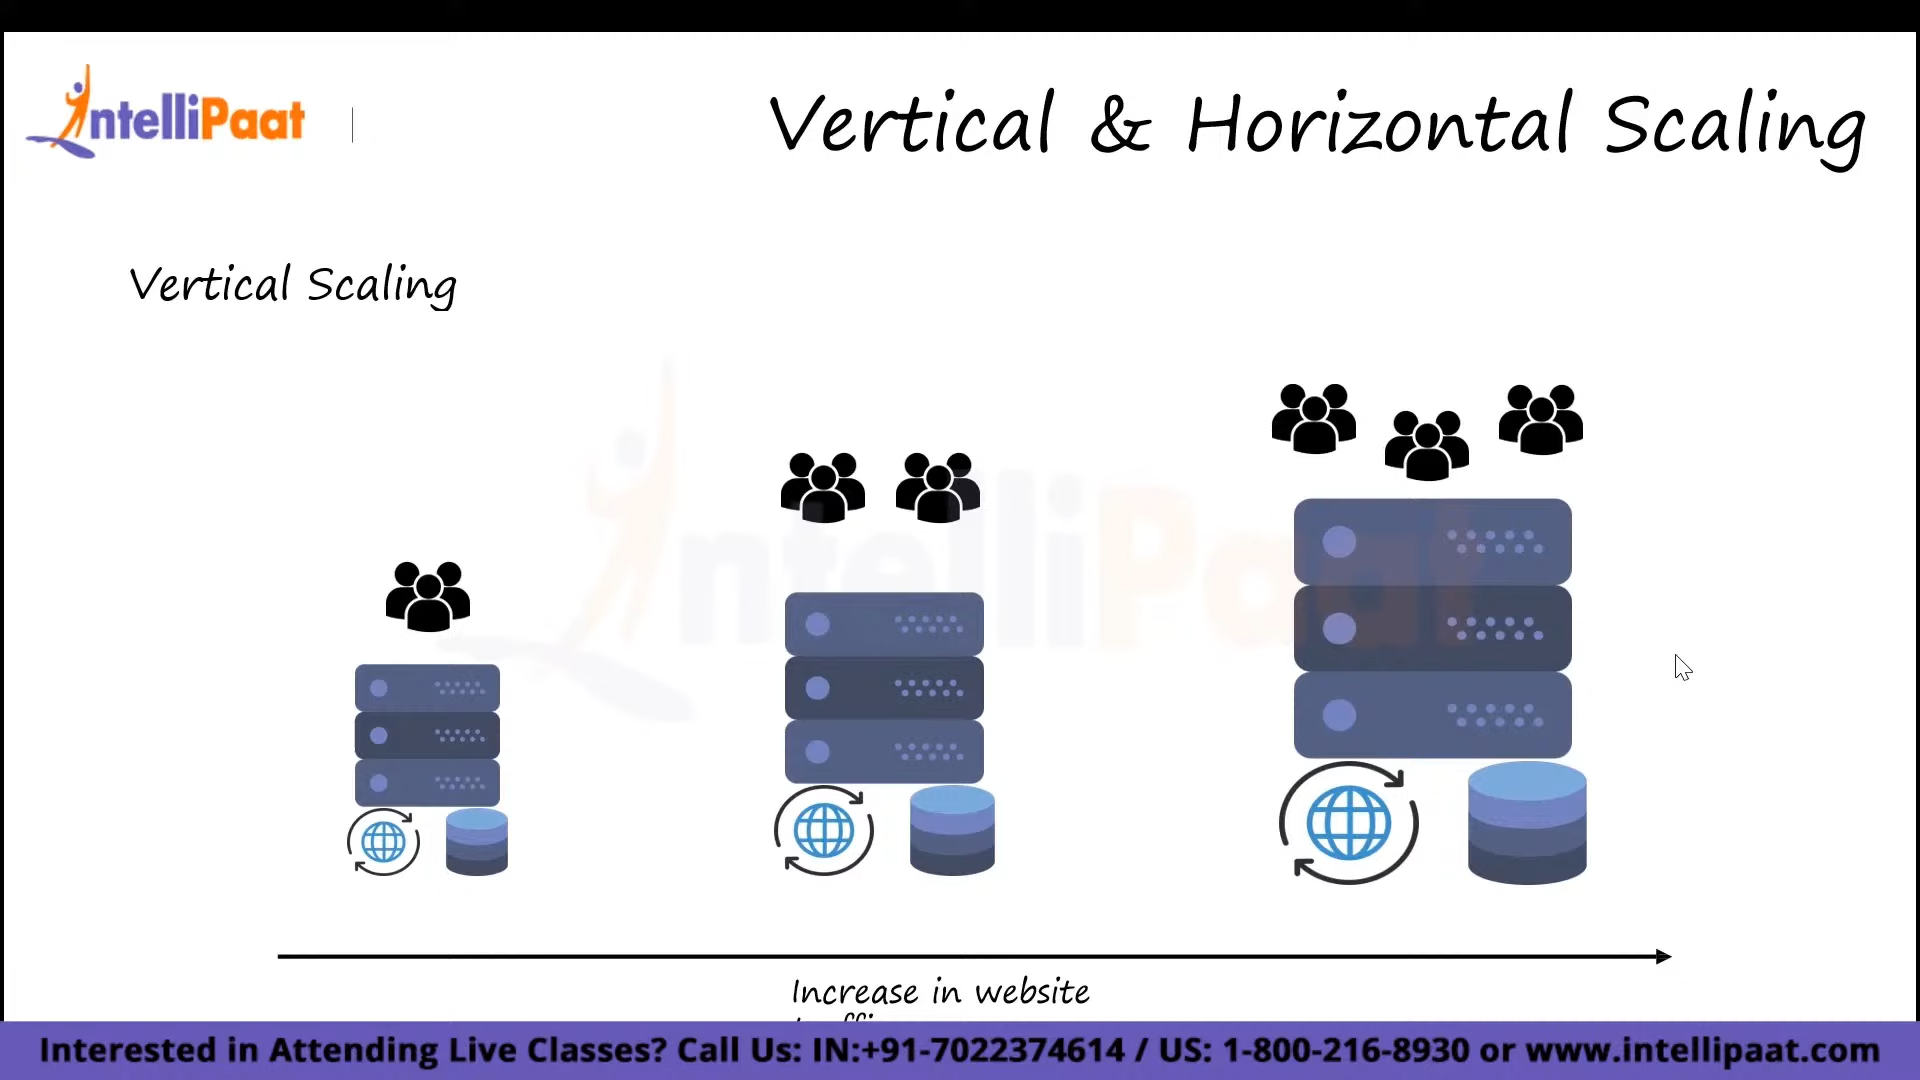 IntelliPaat
Vertical & Horizontal Scaling
Vertical Scaling
IntelliPaat
Increase in website
Interested in Attending Live Classes? Call Us: IN:+91-7022374614 / US: 1-800-216-8930 or www.intellipaat.com